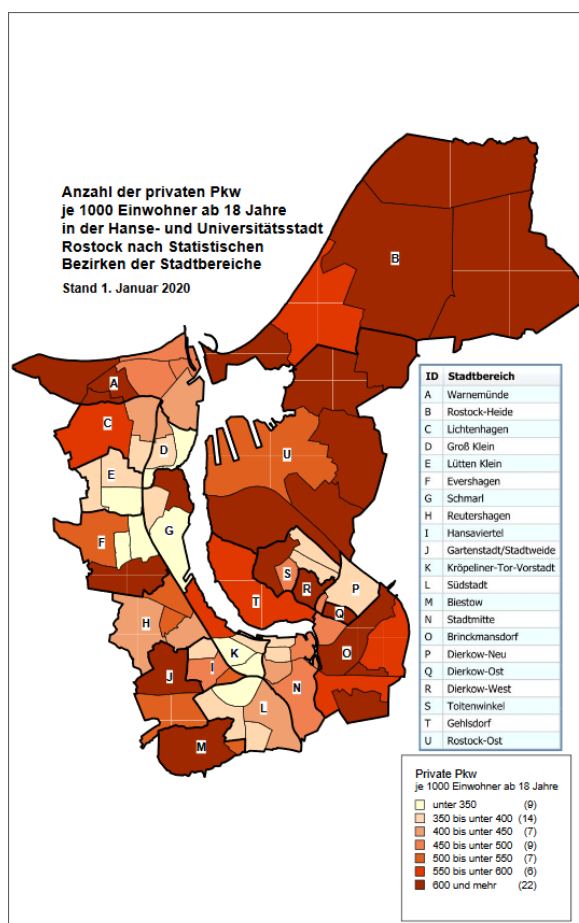 Anzahl der privaten Pkw
je 1000 Einwohner ab 18 Jahre
in der Hanse- und Universitätsstadt
Rostock nach Statistischen
Bezirken der Stadtbereiche
Stand 1. Januar 2020
B
A
C
D
E
U
F
G
S
P
R
T
Q
H
K
O
I
J
N
L
M
ID Stadtbereich
A Warnemünde
B Rostock-Heide
C Lichtenhagen
D Groß Klein
E Lütten Klein
F Evershagen
G Schmarl
H Reutershagen
I Hansaviertel
J Gartenstadt/Stadtweide
K Kröpeliner-Tor-Vorstadt
L Südstadt
M Biestow
N Stadtmitte
O Brinckmansdorf
P Dierkow-Neu
Q Dierkow-Ost
R Dierkow-West
S Toitenwinkel
T Gehlsdorf
U Rostock-Ost
Private Pkw
je 1000 Einwohner ab 18 Jahre
unter 350 (9)
350 bis unter 400 (14)
400 bis unter 450 (7)
450 bis unter 500 (9)
500 bis unter 550 (7)
550 bis unter 600 (6)
600 und mehr (22)